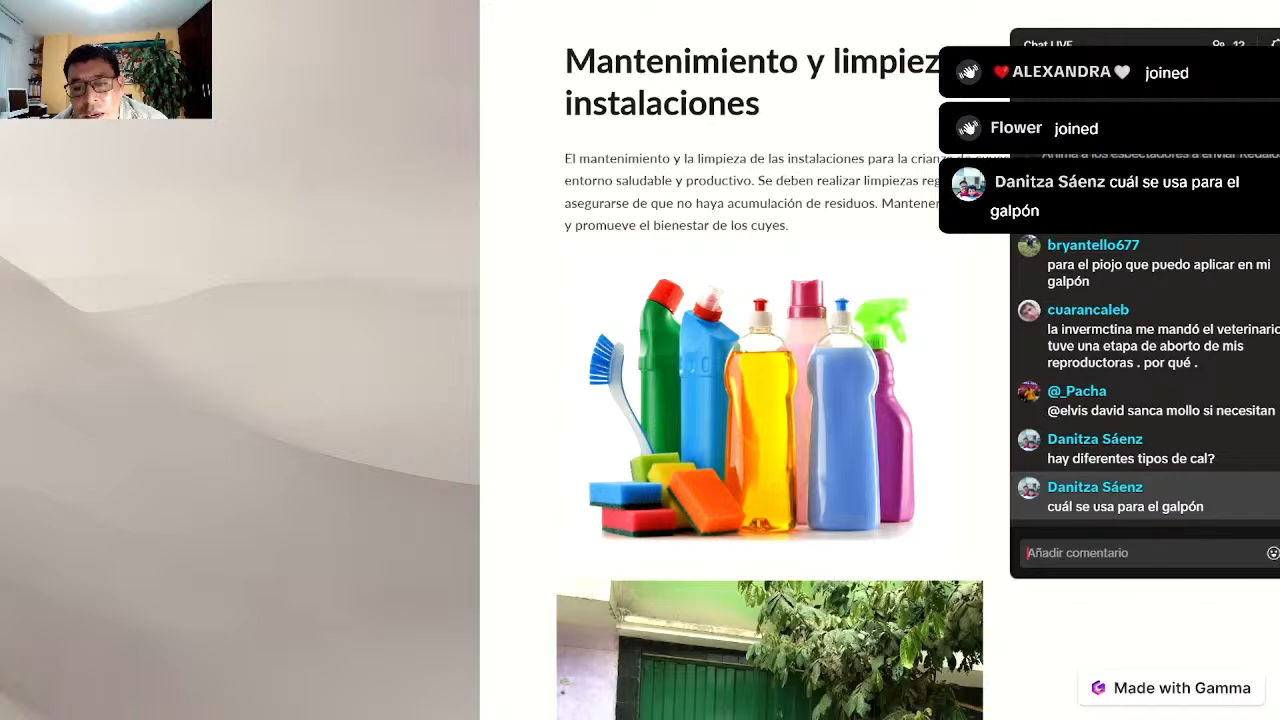 Mantenimiento y limpiez
instalaciones
El mantenimiento y la limpieza de las instalaciones para la crianz
entorno saludable y productivo. Se deben realizar limpiezas reg
asegurarse de que no haya acumulación de residuos. Mantener
y promueve el bienestar de los cuyes.
Chat LIVE
12
❤️ALEXANDRA🤍 joined
Flower joined
Danitza Sáenz cuál se usa para el
galpón
bryantello677
para el piojo que puedo aplicar en mi
galpón
cuarancaleb
la invermctina me mandó el veterinario
tuve una etapa de aborto de mis
reproductoras . por qué .
@_Pacha
@elvis david sanca mollo si necesitan
Danitza Sáenz
hay diferentes tipos de cal?
Danitza Sáenz
cuál se usa para el galpón
Añadir comentario
Made with Gamma